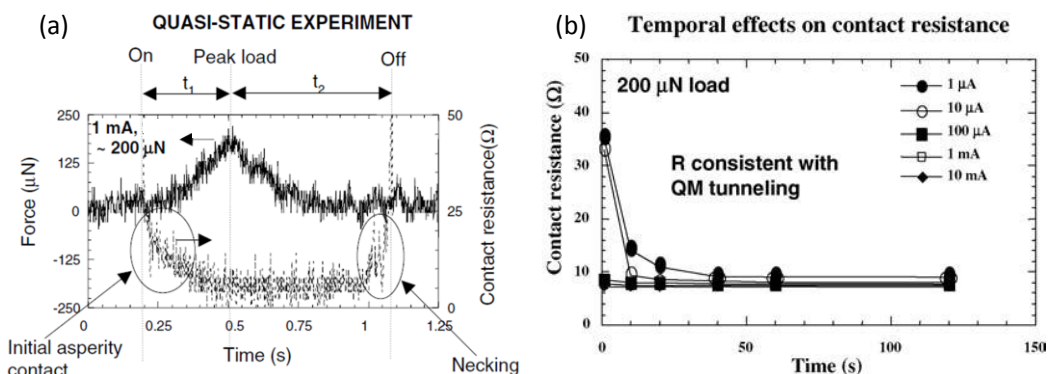 (a)
QUASI-STATIC EXPERIMENT
On
Peak load
Off
t1
t2
250
125
0
-125
-250
Force (µN)
1 mA,
~ 200 µN
50
25
0
Contact resistance(Ω)
0
0.25
0.5
0.75
1
1.25
Time (s)
Initial asperity
contact
Necking
(b)
Temporal effects on contact resistance
50
40
30
20
10
0
Contact resistance (Ω)
200 µN load
R consistent with
QM tunneling
1 µA
10 µA
100 µA
1 mA
10 mA
0
50
100
150
Time (s)